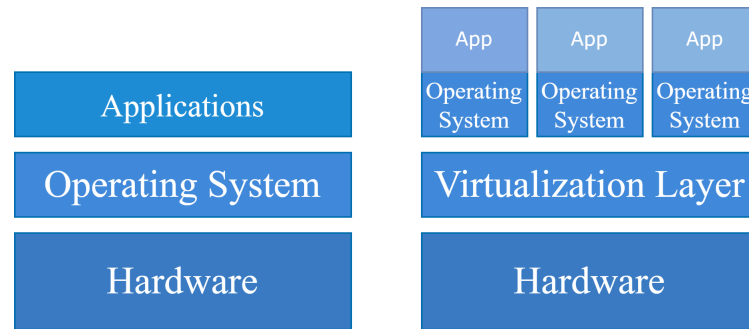 Applications
Operating System
Hardware
App
App
App
Operating
System
Operating
System
Operating
System
Virtualization Layer
Hardware